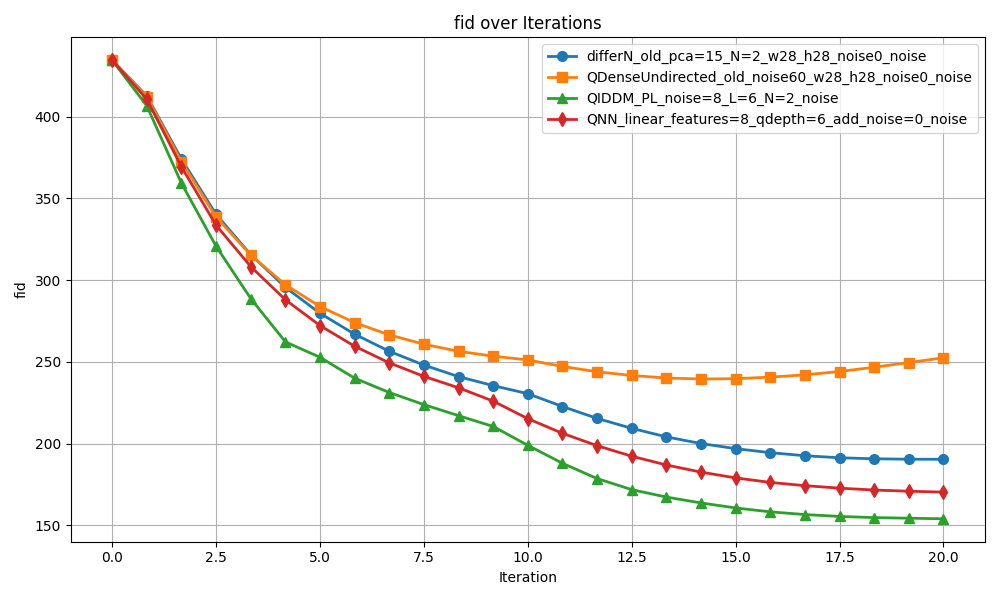 fid over Iterations
differN_old_pca=15_N=2_w28_h28_noise0_noise
QDenseUndirected_old_noise60_w28_h28_noise0_noise
QIDDM_PL_noise=8_L=6_N=2_noise
QNN_linear_features=8_qdepth=6_add_noise=0_noise
fid
400
350
300
250
200
150
0.0 2.5 5.0 7.5 10.0 12.5 15.0 17.5 20.0
Iteration